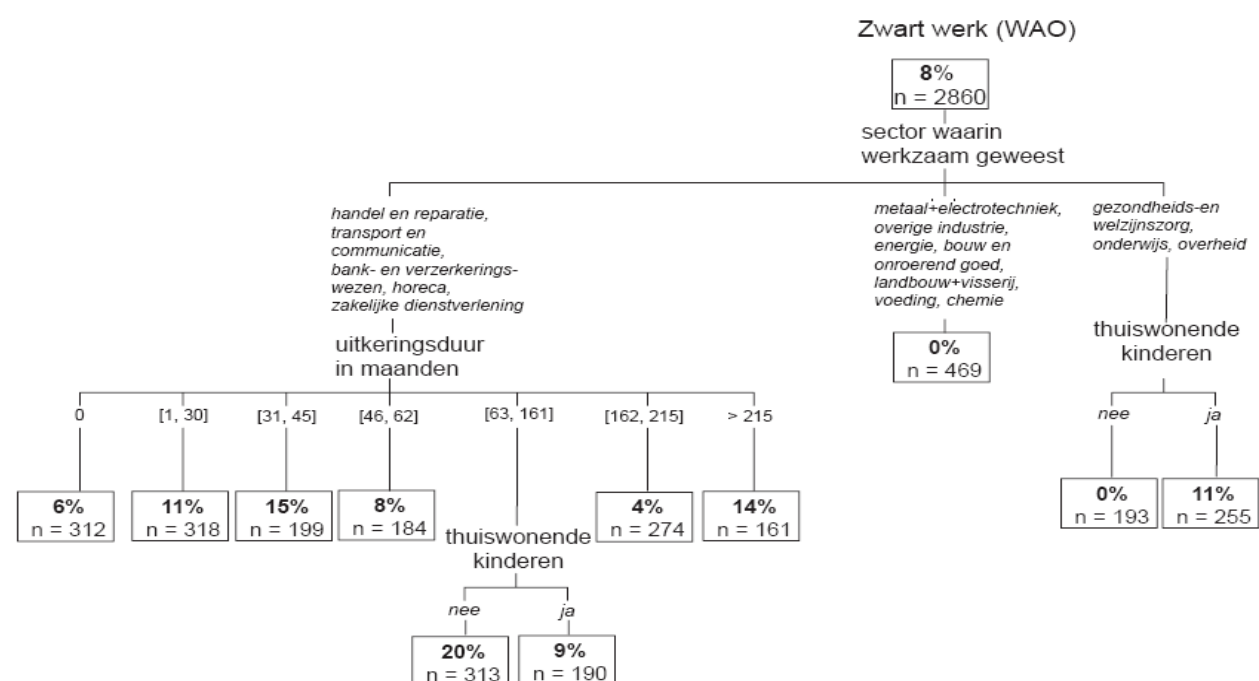 Zwart werk (WAO)
8%
n = 2860
sector waarin
werkzaam geweest
handel en reparatie,
transport en
communicatie,
bank- en verzerkerings-
wezen, horeca,
zakelijke dienstverlening
metaal+electrotechniek,
overige industrie,
energie, bouw en
onroerend goed,
landbouw+visserij,
voeding, chemie
gezondheids-en
welzijnszorg,
onderwijs, overheid
uitkeringsduur
in maanden
0%
n = 469
thuiswonende
kinderen
0
[1, 30]
[31, 45]
[46, 62]
[63, 161]
[162, 215]
> 215
nee
ja
6%
n = 312
11%
n = 318
15%
n = 199
8%
n = 184
4%
n = 274
14%
n = 161
0%
n = 193
11%
n = 255
thuiswonende
kinderen
nee
ja
20%
n = 313
9%
n = 190